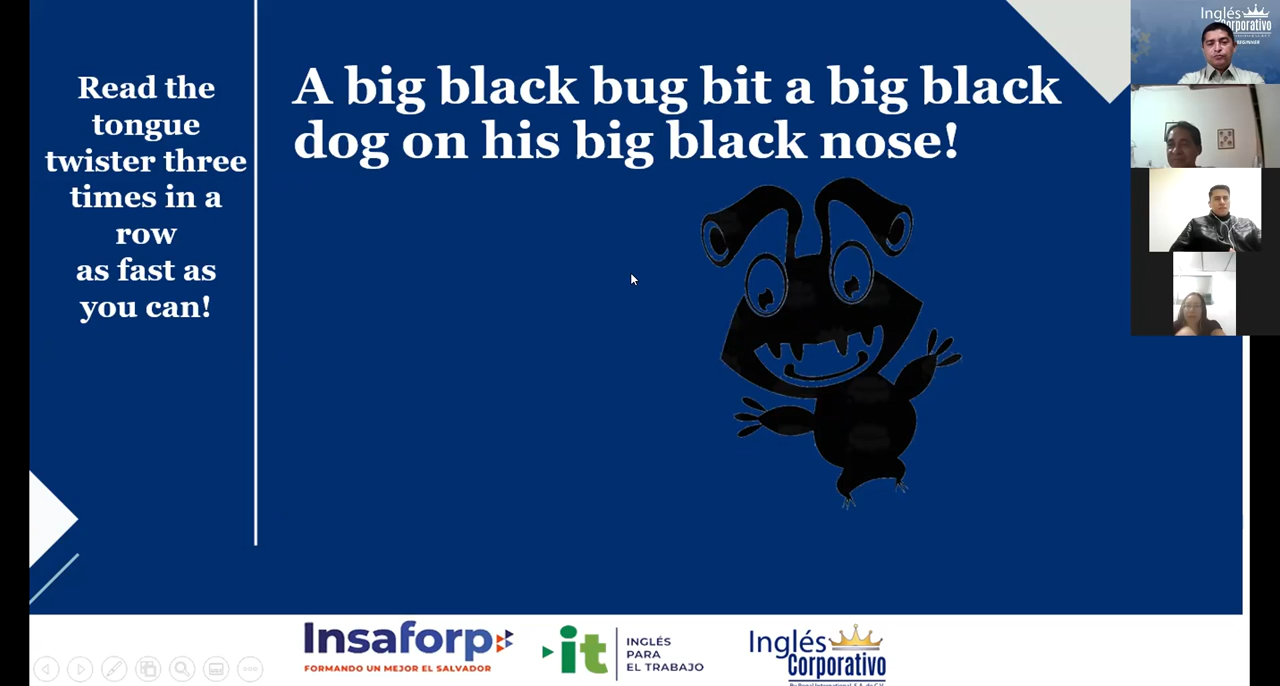 Read the
tongue
twister three
times in a
row
as fast as
you can!
A big black bug bit a big black
dog on his big black nose!
Insaforp
FORMANDO UN MEJOR EL SALVADOR
it
INGLÉS
PARA
EL TRABAJO
Inglés
Corporativo
Inglés
Corporativo
BEGINNER